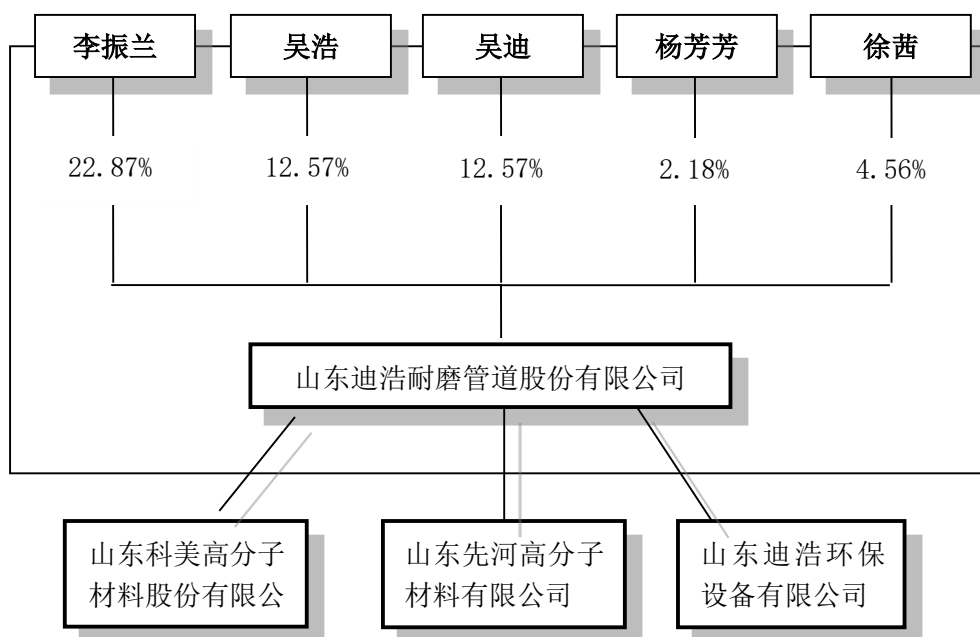 李振兰 吴浩 吴迪 杨芳芳 徐茜
22.87% 12.57% 12.57% 2.18% 4.56%
山东迪浩耐磨管道股份有限公司
山东科美高分子
材料股份有限公
山东先河高分子
材料有限公司
山东迪浩环保
设备有限公司